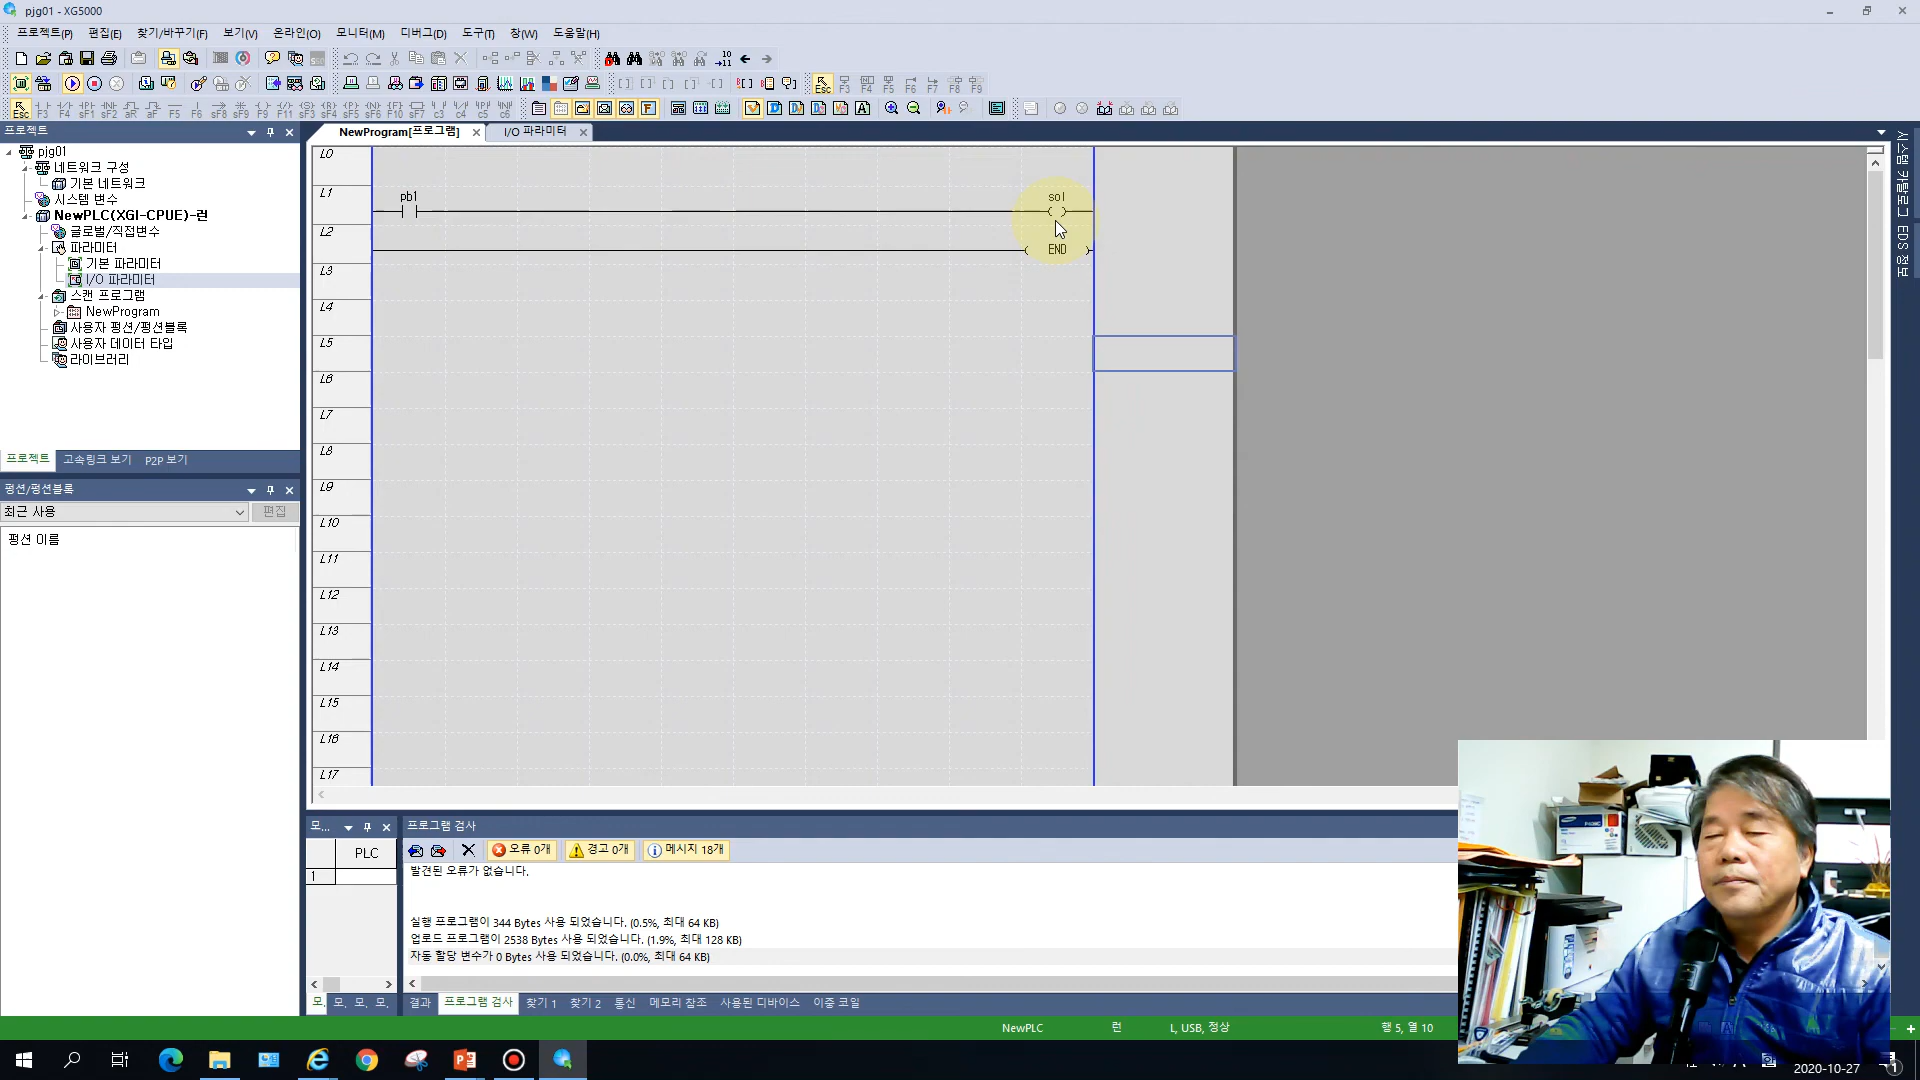 pjg01 - XG5000
프로젝트(P) 편집(E) 찾기/바꾸기(F) 보기(V) 온라인(O) 모니터(M) 디버그(D) 도구(T) 창(W) 도움말(H)
프로젝트
NewProgram[프로그램] I/O 파라미터
pjg01
네트워크 구성
기본 네트워크
시스템 변수
NewPLC(XGI-CPUE)-런
글로벌/직접변수
파라미터
기본 파라미터
I/O 파라미터
스캔 프로그램
NewProgram
사용자 펑션/펑션블록
사용자 데이터 타입
라이브러리
프로젝트 고속링크 보기 P2P 보기
펑션/펑션블록
최근 사용 편집
펑션 이름
L0
L1 pb1 sol
L2 END
L3
L4
L5
L6
L7
L8
L9
L10
L11
L12
L13
L14
L15
L16
L17
시스템 카탈로그 EDS 정보
모... 프로그램 검사
PLC
1
오류 0개 경고 0개 메시지 18개
발견된 오류가 없습니다.
실행 프로그램이 344 Bytes 사용 되었습니다. (0.5%, 최대 64 KB)
업로드 프로그램이 2538 Bytes 사용 되었습니다. (1.9%, 최대 128 KB)
자동 할당 변수가 0 Bytes 사용 되었습니다. (0.0%, 최대 64 KB)
모. 모. 모. 모. 결과 프로그램 검사 찾기 1 찾기 2 통신 메모리 참조 사용된 디바이스 이중 코일
NewPLC 런 L, USB, 정상 행 5, 열 10
2020-10-27